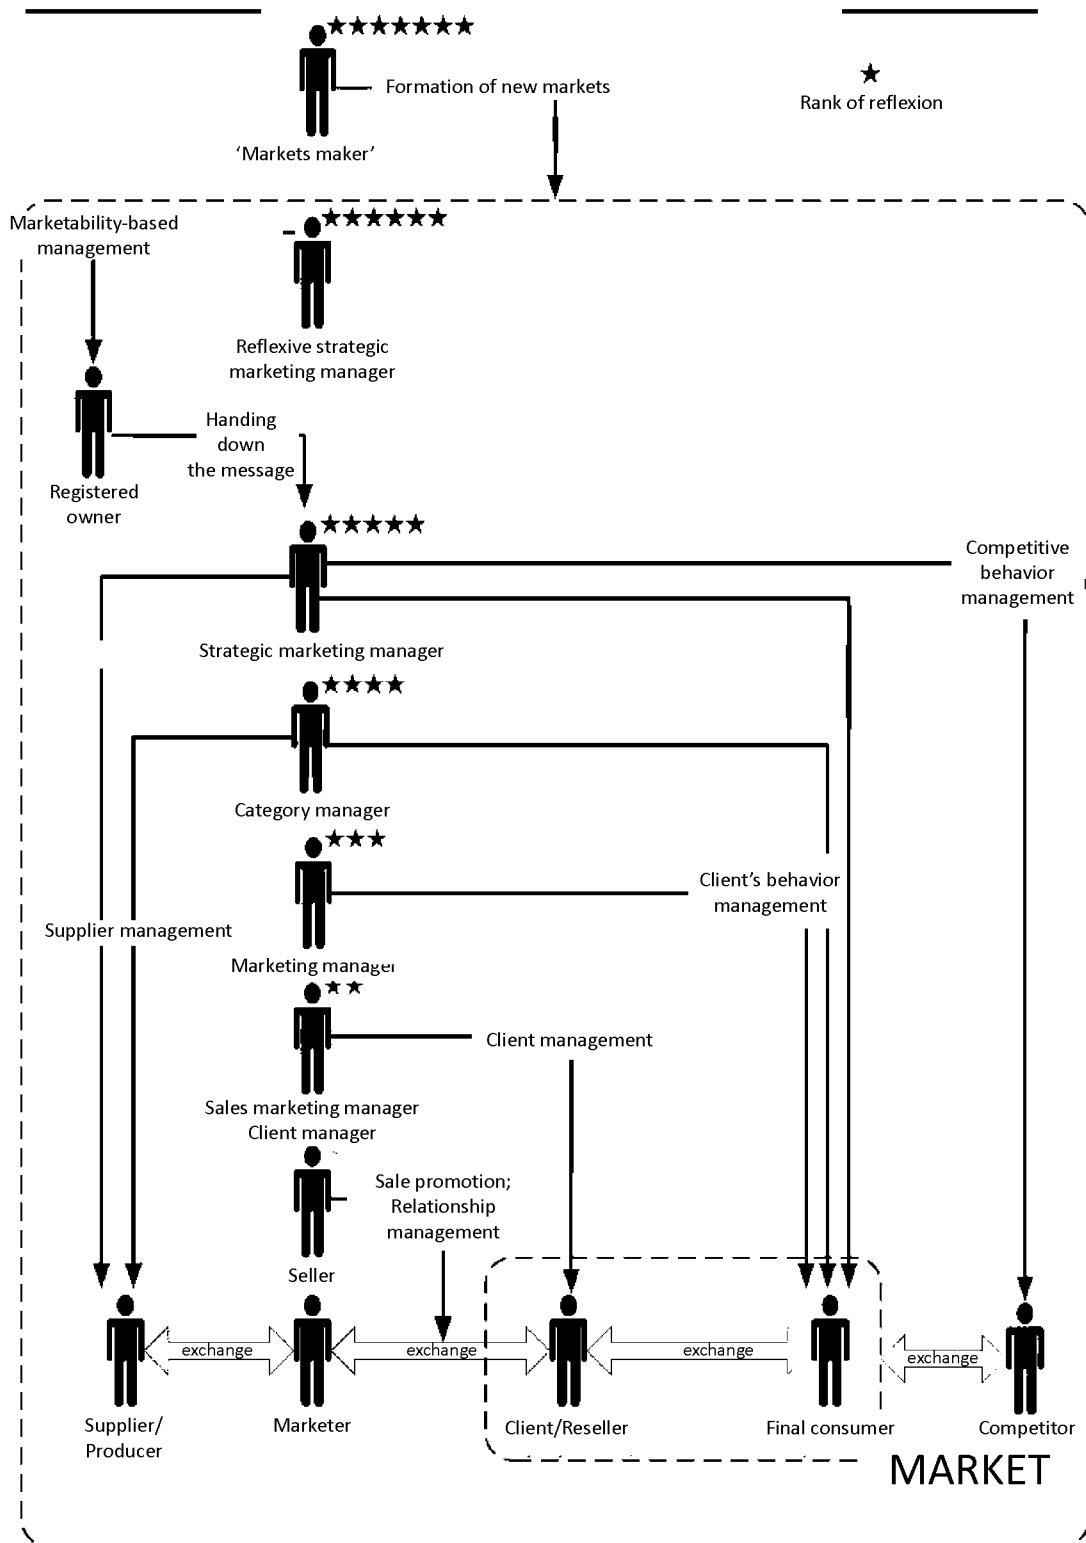 Formation of new markets
Rank of reflexion
‘Markets maker’
Marketability-based
management
Reflexive strategic
marketing manager
Handing
down
the message
Registered
owner
Competitive
behavior
management
Strategic marketing manager
Category manager
Client’s behavior
management
Supplier management
Marketing manager
Client management
Sales marketing manager
Client manager
Sale promotion;
Relationship
management
Seller
exchange
exchange
exchange
exchange
Supplier/
Producer
Marketer
Client/Reseller
Final consumer
Competitor
MARKET